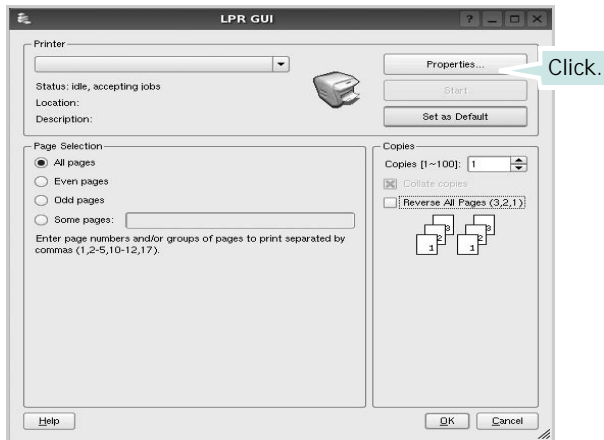 LPR GUI
Printer
Properties...
Click.
Status: idle, accepting jobs
Start
Location:
Description:
Set as Default
Page Selection
All pages
Even pages
Odd pages
Some pages:
Enter page numbers and/or groups of pages to print separated by
commas (1,2-5,10-12,17).
Copies
Copies [1~100]: 1
Collate copies
Reverse All Pages (3,2,1)
3 3
2 2
1 1
Help
OK
Cancel